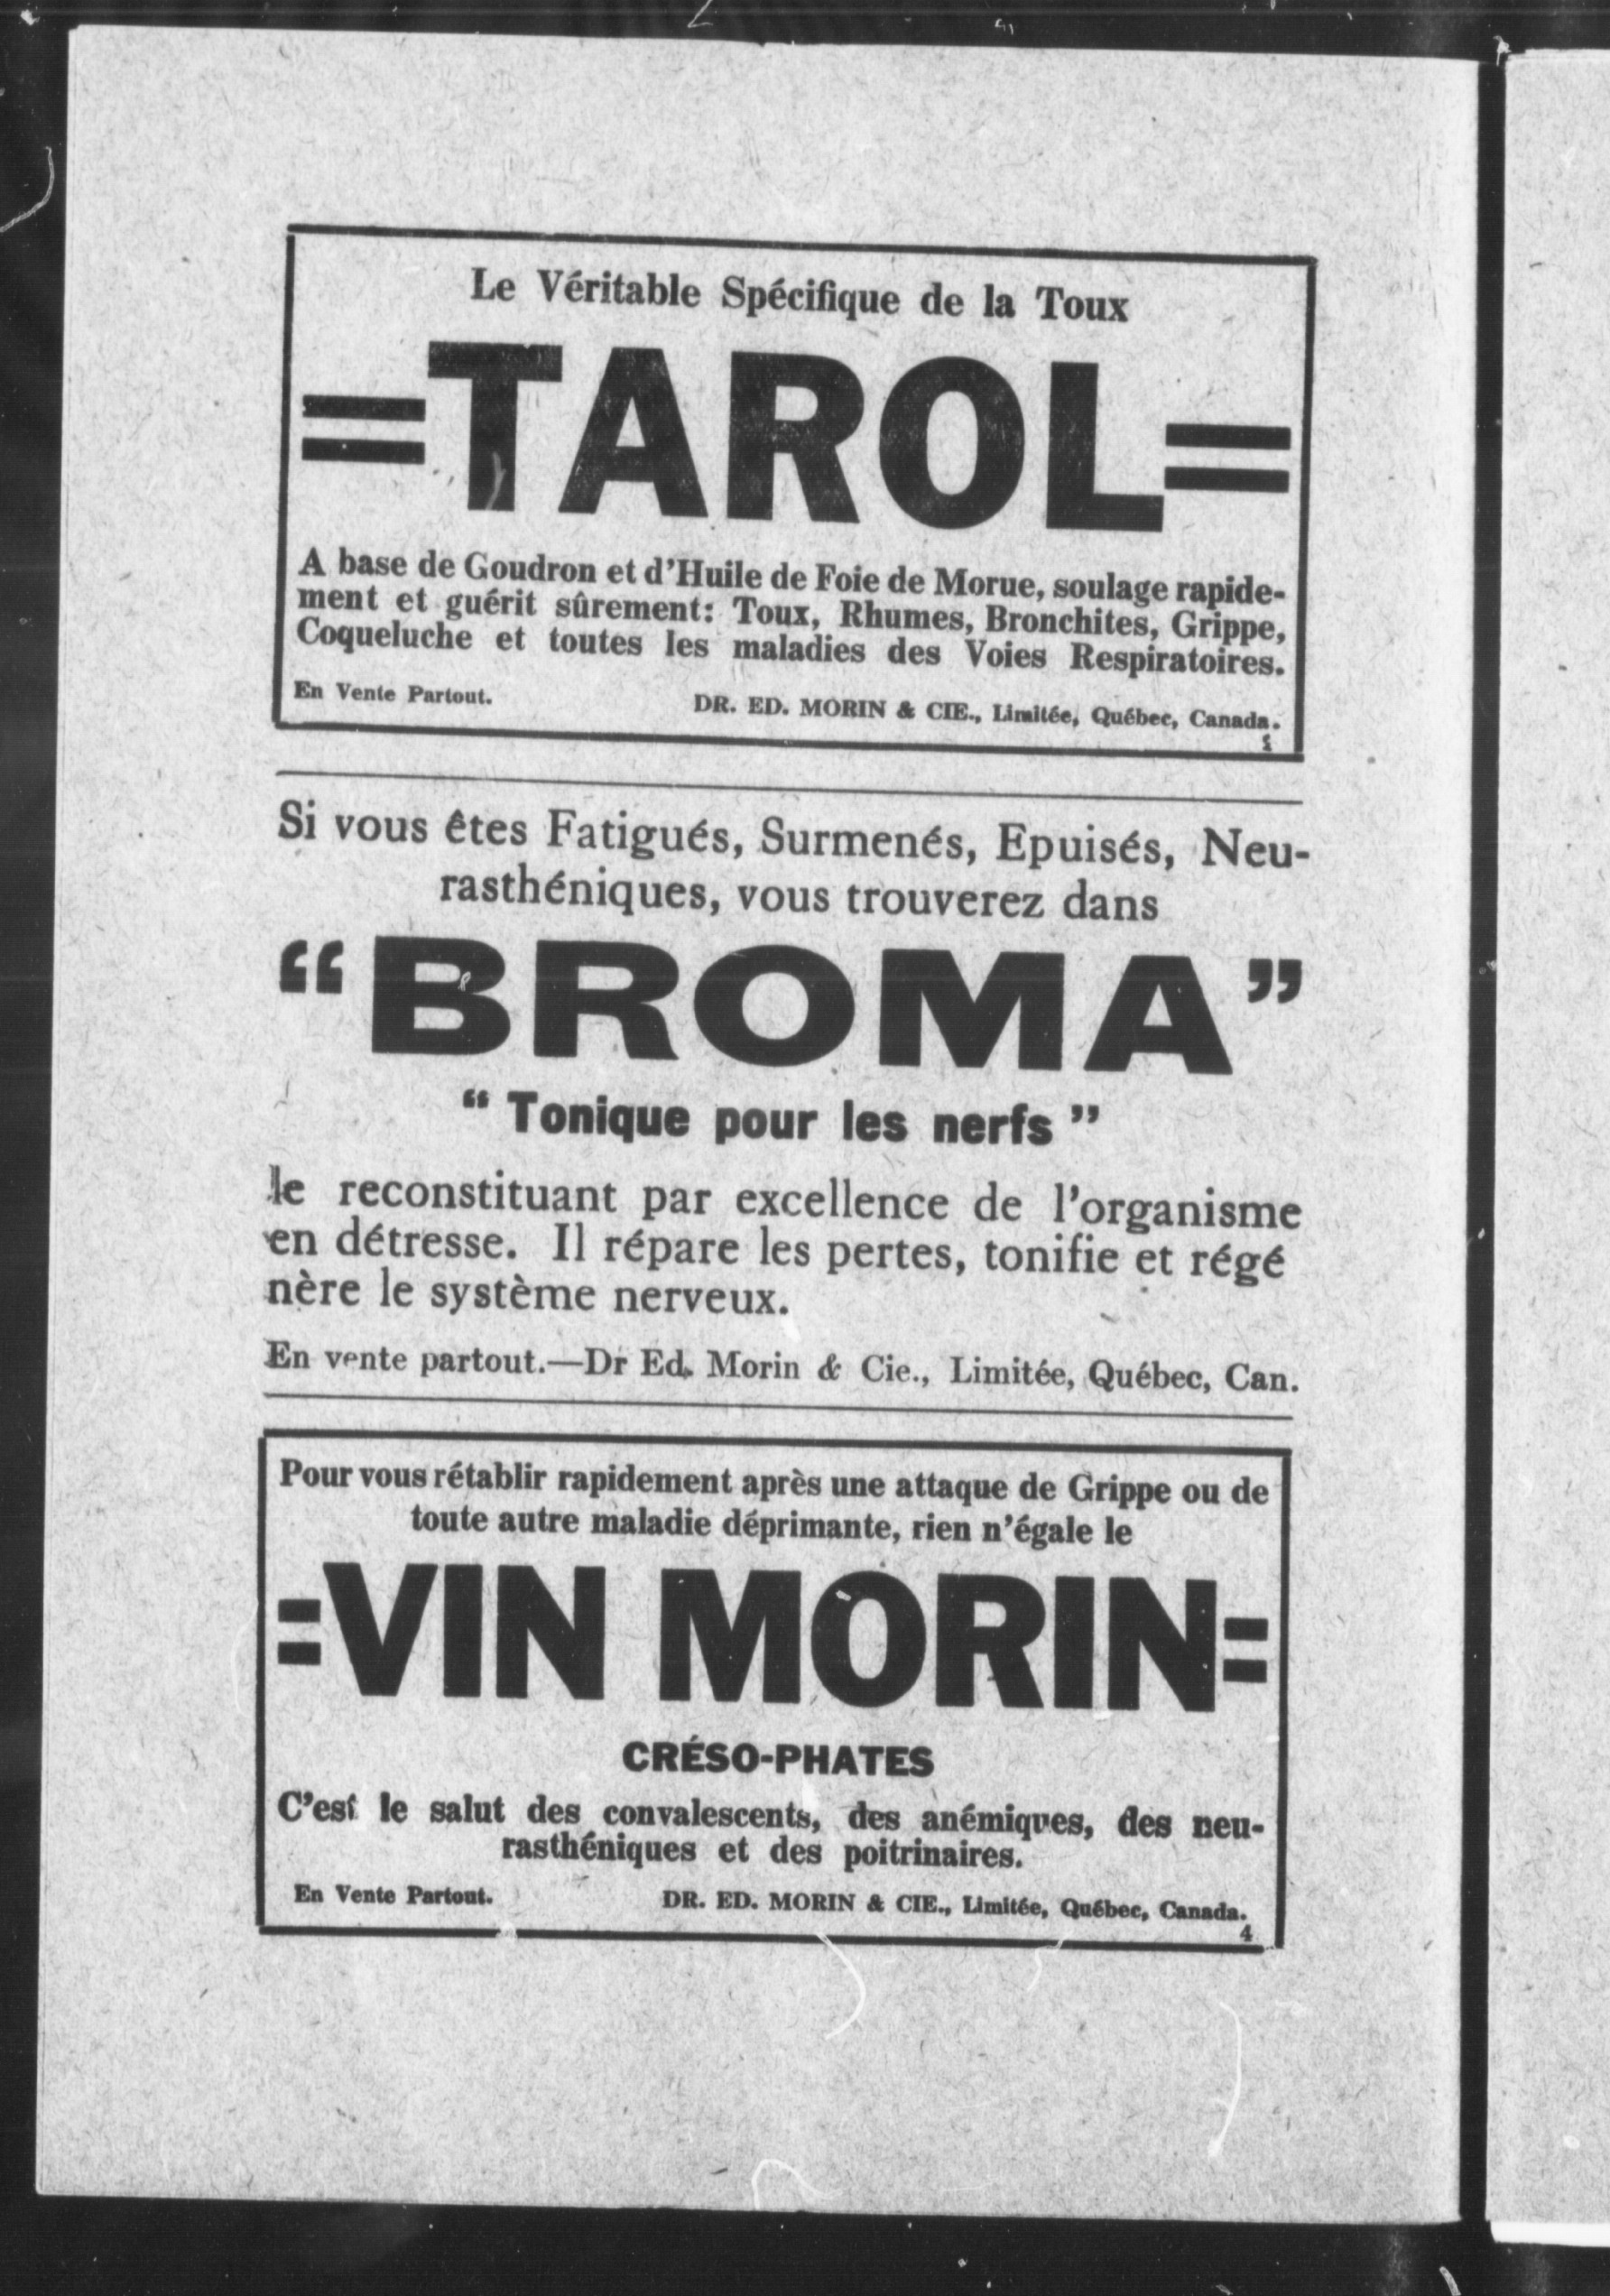 Le Véritable Spécifique de la Toux
=TAROL=
A base de Goudron et d'Huile de Foie de Morue, soulage rapide-
ment et guérit sûrement: Toux, Rhumes, Bronchites, Grippe,
Coqueluche et toutes les maladies des Voies Respiratoires.
En Vente Partout. DR. ED. MORIN & CIE., Limitée, Québec, Canada.
Si vous êtes Fatigués, Surmenés, Epuisés, Neu-
rasthéniques, vous trouverez dans
“BROMA”
“ Tonique pour les nerfs ”
le reconstituant par excellence de l'organisme
en détresse. Il répare les pertes, tonifie et régé
nère le système nerveux.
En vente partout.—Dr Ed. Morin & Cie., Limitée, Québec, Can.
Pour vous rétablir rapidement après une attaque de Grippe ou de
toute autre maladie déprimante, rien n'égale le
=VIN MORIN=
CRÉSO-PHATES
C'est le salut des convalescents, des anémiques, des neu-
rasthéniques et des poitrinaires.
En Vente Partout. DR. ED. MORIN & CIE., Limitée, Québec, Canada.
4